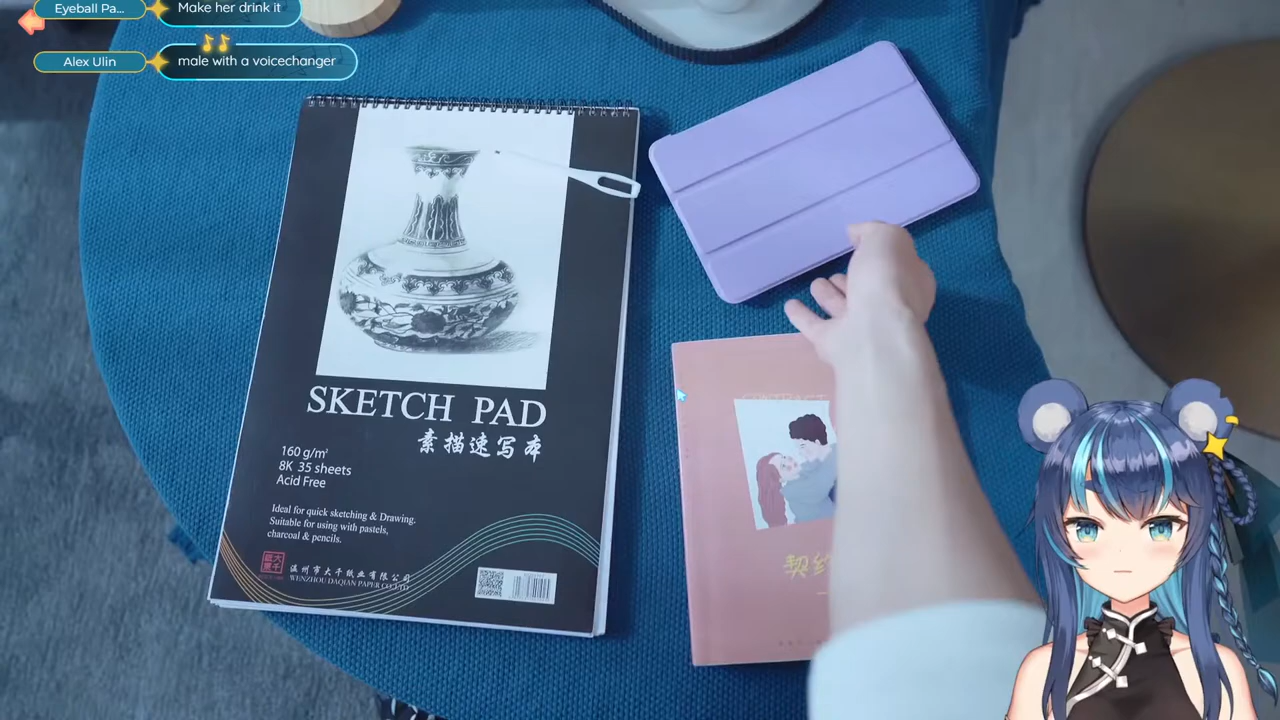 Eyeball Pa...
Make her drink it
Alex Ulin
male with a voicechanger
SKETCH PAD
素描速写本
160 g/m²
8K 35 sheets
Acid Free
Ideal for quick sketching & Drawing.
Suitable for using with pastels,
charcoal & pencils.
温州市大千纸业有限公司
WENZHOU DAQIAN PAPER CO.LTD
契约